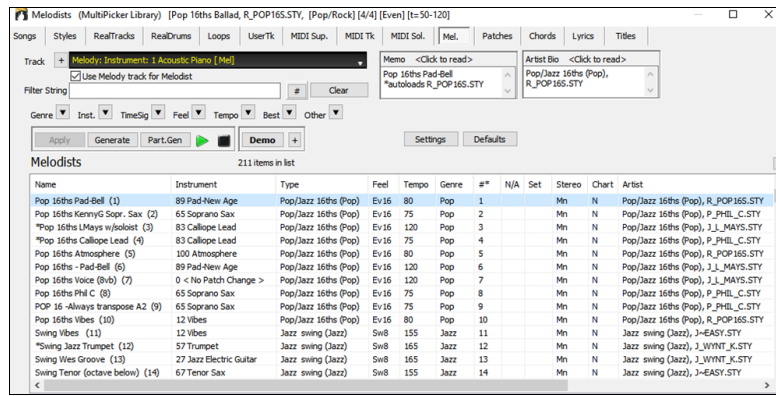 Melodists (MultiPicker Library) [Pop 16ths Ballad, R_POP16S.STY, [Pop/Rock] [4/4] [Even] [t=50-120]
Songs Styles RealTracks RealDrums Loops UserTk MIDI Sup. MIDI Tk MIDI Sol. Mel. Patches Chords Lyrics Titles
Track + Melody: Instrument: 1 Acoustic Piano [ Mel]
Use Melody track for Melodist
Filter String # Clear
Memo <Click to read>
Pop 16ths Pad-Bell
*autoloads R_POP16S.STY
Artist Bio <Click to read>
Pop/Jazz 16ths (Pop),
R_POP16S.STY
Genre Inst. TimeSig Feel Tempo Best Other
Apply Generate Part.Gen Demo + Settings Defaults
Melodists 211 items in list
Name Instrument Type Feel Tempo Genre #* N/A Set Stereo Chart Artist
Pop 16ths Pad-Bell (1) 89 Pad-New Age Pop/Jazz 16ths (Pop) Ev16 80 Pop 1 Mn N Pop/Jazz 16ths (Pop), R_POP16S.STY
Pop 16ths KennyG Sopr. Sax (2) 65 Soprano Sax Pop/Jazz 16ths (Pop) Ev16 75 Pop 2 Mn N Pop/Jazz 16ths (Pop), P_PHIL_C.STY
*Pop 16ths LMays w/soloist (3) 83 Calliope Lead Pop/Jazz 16ths (Pop) Ev16 120 Pop 3 Mn N Pop/Jazz 16ths (Pop), J_L_MAYS.STY
*Pop 16ths Calliope Lead (4) 83 Calliope Lead Pop/Jazz 16ths (Pop) Ev16 75 Pop 4 Mn N Pop/Jazz 16ths (Pop), P_PHIL_C.STY
Pop 16ths Atmosphere (5) 100 Atmosphere Pop/Jazz 16ths (Pop) Ev16 80 Pop 5 Mn N Pop/Jazz 16ths (Pop), R_POP16S.STY
Pop 16ths - Pad-Bell (6) 89 Pad-New Age Pop/Jazz 16ths (Pop) Ev16 120 Pop 6 Mn N Pop/Jazz 16ths (Pop), J_L_MAYS.STY
Pop 16ths Voice (8vb) (7) 0 < No Patch Change > Pop/Jazz 16ths (Pop) Ev16 120 Pop 7 Mn N Pop/Jazz 16ths (Pop), J_L_MAYS.STY
Pop 16ths Phil C (8) 65 Soprano Sax Pop/Jazz 16ths (Pop) Ev16 75 Pop 8 Mn N Pop/Jazz 16ths (Pop), P_PHIL_C.STY
POP 16 -Always transpose A2 (9) 65 Soprano Sax Pop/Jazz 16ths (Pop) Ev16 75 Pop 9 Mn N Pop/Jazz 16ths (Pop), P_PHIL_C.STY
Pop 16ths Vibes (10) 12 Vibes Pop/Jazz 16ths (Pop) Ev16 80 Pop 10 Mn N Pop/Jazz 16ths (Pop), R_POP16S.STY
Swing Vibes (11) 12 Vibes Jazz swing (Jazz) Sw8 155 Jazz 11 Mn N Jazz swing (Jazz), J~EASY.STY
*Swing Jazz Trumpet (12) 57 Trumpet Jazz swing (Jazz) Sw8 165 Jazz 12 Mn N Jazz swing (Jazz), J_WYNT_K.STY
Swing Wes Groove (13) 27 Jazz Electric Guitar Jazz swing (Jazz) Sw8 165 Jazz 13 Mn N Jazz swing (Jazz), J_WYNT_K.STY
Swing Tenor (octave below) (14) 67 Tenor Sax Jazz swing (Jazz) Sw8 155 Jazz 14 Mn N Jazz swing (Jazz), J~EASY.STY